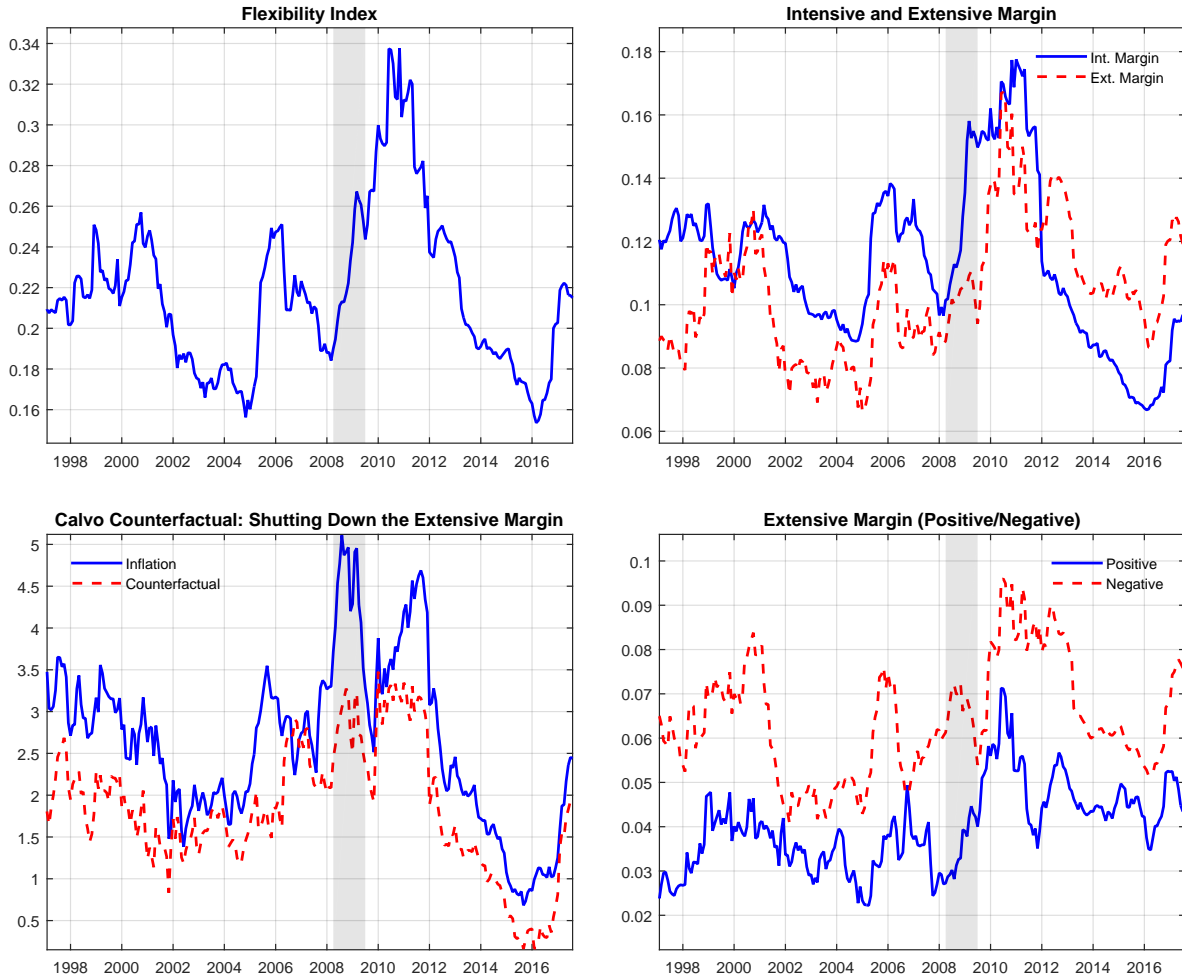 Flexibility Index
0.34
0.32
0.3
0.28
0.26
0.24
0.22
0.2
0.18
0.16
1998 2000 2002 2004 2006 2008 2010 2012 2014 2016
Intensive and Extensive Margin
Int. Margin
Ext. Margin
0.18
0.16
0.14
0.12
0.1
0.08
0.06
1998 2000 2002 2004 2006 2008 2010 2012 2014 2016
Calvo Counterfactual: Shutting Down the Extensive Margin
Inflation
Counterfactual
5
4.5
4
3.5
3
2.5
2
1.5
1
0.5
1998 2000 2002 2004 2006 2008 2010 2012 2014 2016
Extensive Margin (Positive/Negative)
Positive
Negative
0.1
0.09
0.08
0.07
0.06
0.05
0.04
0.03
0.02
1998 2000 2002 2004 2006 2008 2010 2012 2014 2016